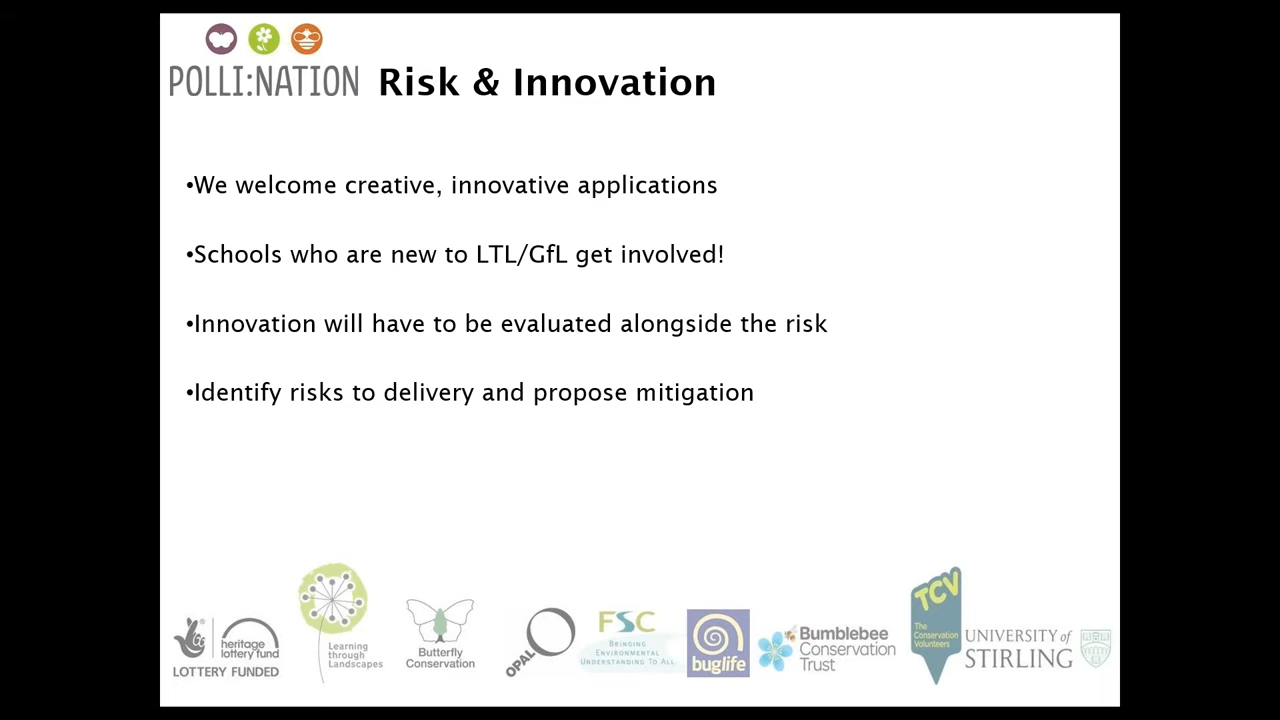 POLLI:NATION Risk & Innovation
•We welcome creative, innovative applications
•Schools who are new to LTL/GfL get involved!
•Innovation will have to be evaluated alongside the risk
•Identify risks to delivery and propose mitigation
heritage
lottery fund
LOTTERY FUNDED
Learning
through
Landscapes
Butterfly
Conservation
OPAL
FSC
BRINGING
ENVIRONMENTAL
UNDERSTANDING TO ALL
buglife
Bumblebee
Conservation
Trust
TCV
The
Conservation
Volunteers
UNIVERSITY of
STIRLING